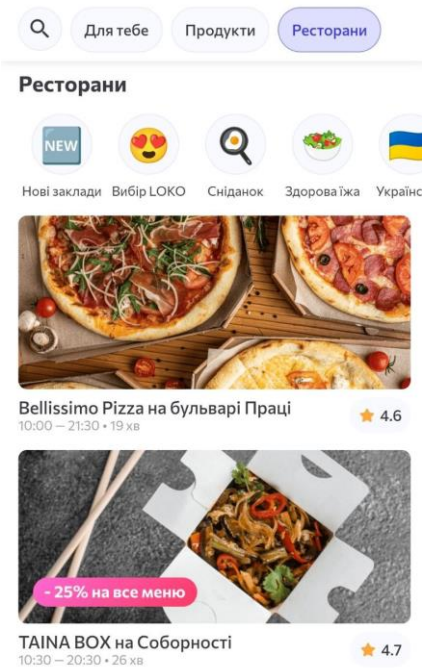 Для тебе
Продукти
Ресторани
Ресторани
NEW
Нові заклади
Вибір LOKO
Сніданок
Здорова їжа
Bellissimo Pizza на бульварі Праці
4.6
10:00 — 21:30 • 19 хв
- 25% на все меню
TAINA BOX на Соборності
4.7
10:30 — 20:30 • 26 хв